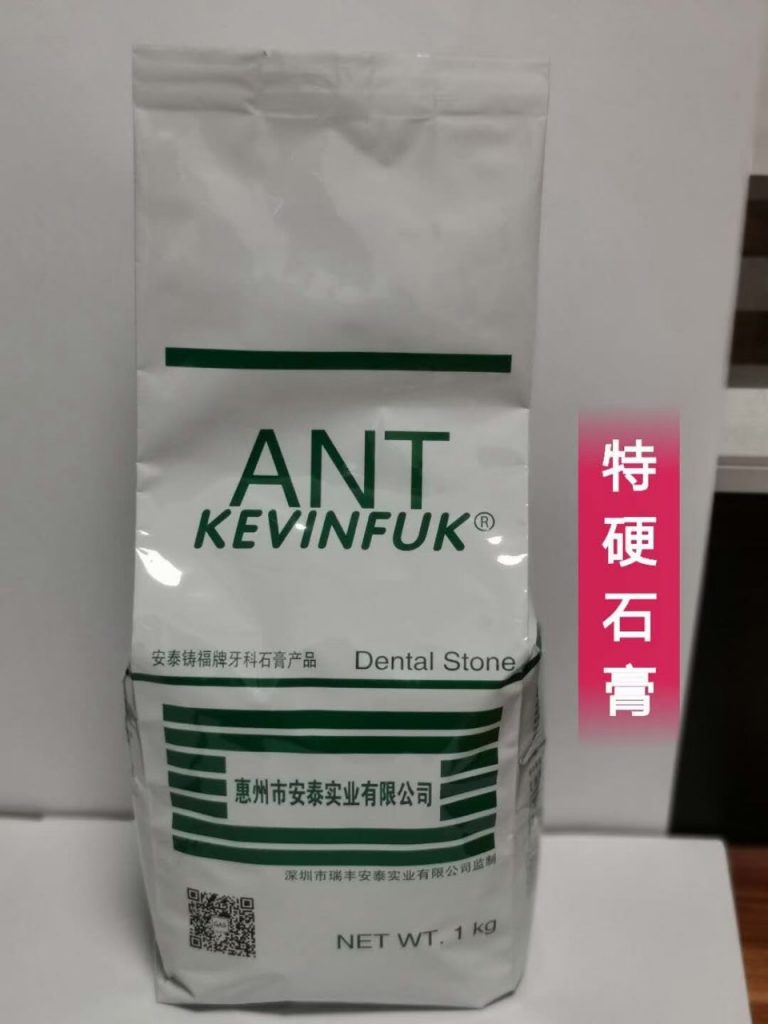 ANT
KEVINFUK®
安泰铸福牌牙科石膏产品 Dental Stone
惠州市安泰实业有限公司
深圳市瑞丰安泰实业有限公司监制
NET WT. 1 kg
特硬石膏